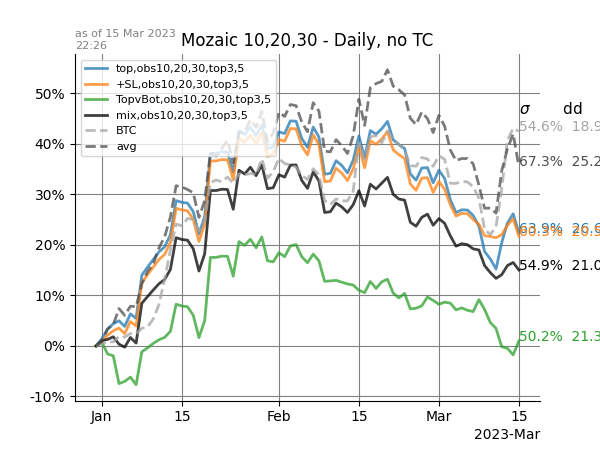 as of 15 Mar 2023
22:26
Mozaic 10,20,30 - Daily, no TC
top,obs10,20,30,top3,5
+SL,obs10,20,30,top3,5
TopvBot,obs10,20,30,top3,5
mix,obs10,20,30,top3,5
BTC
avg
σ dd
54.6% 18.9
67.3% 25.2
63.9% 26.6
54.9% 21.0
50.2% 21.3
50%
40%
30%
20%
10%
0%
-10%
Jan 15 Feb 15 Mar 15
2023-Mar